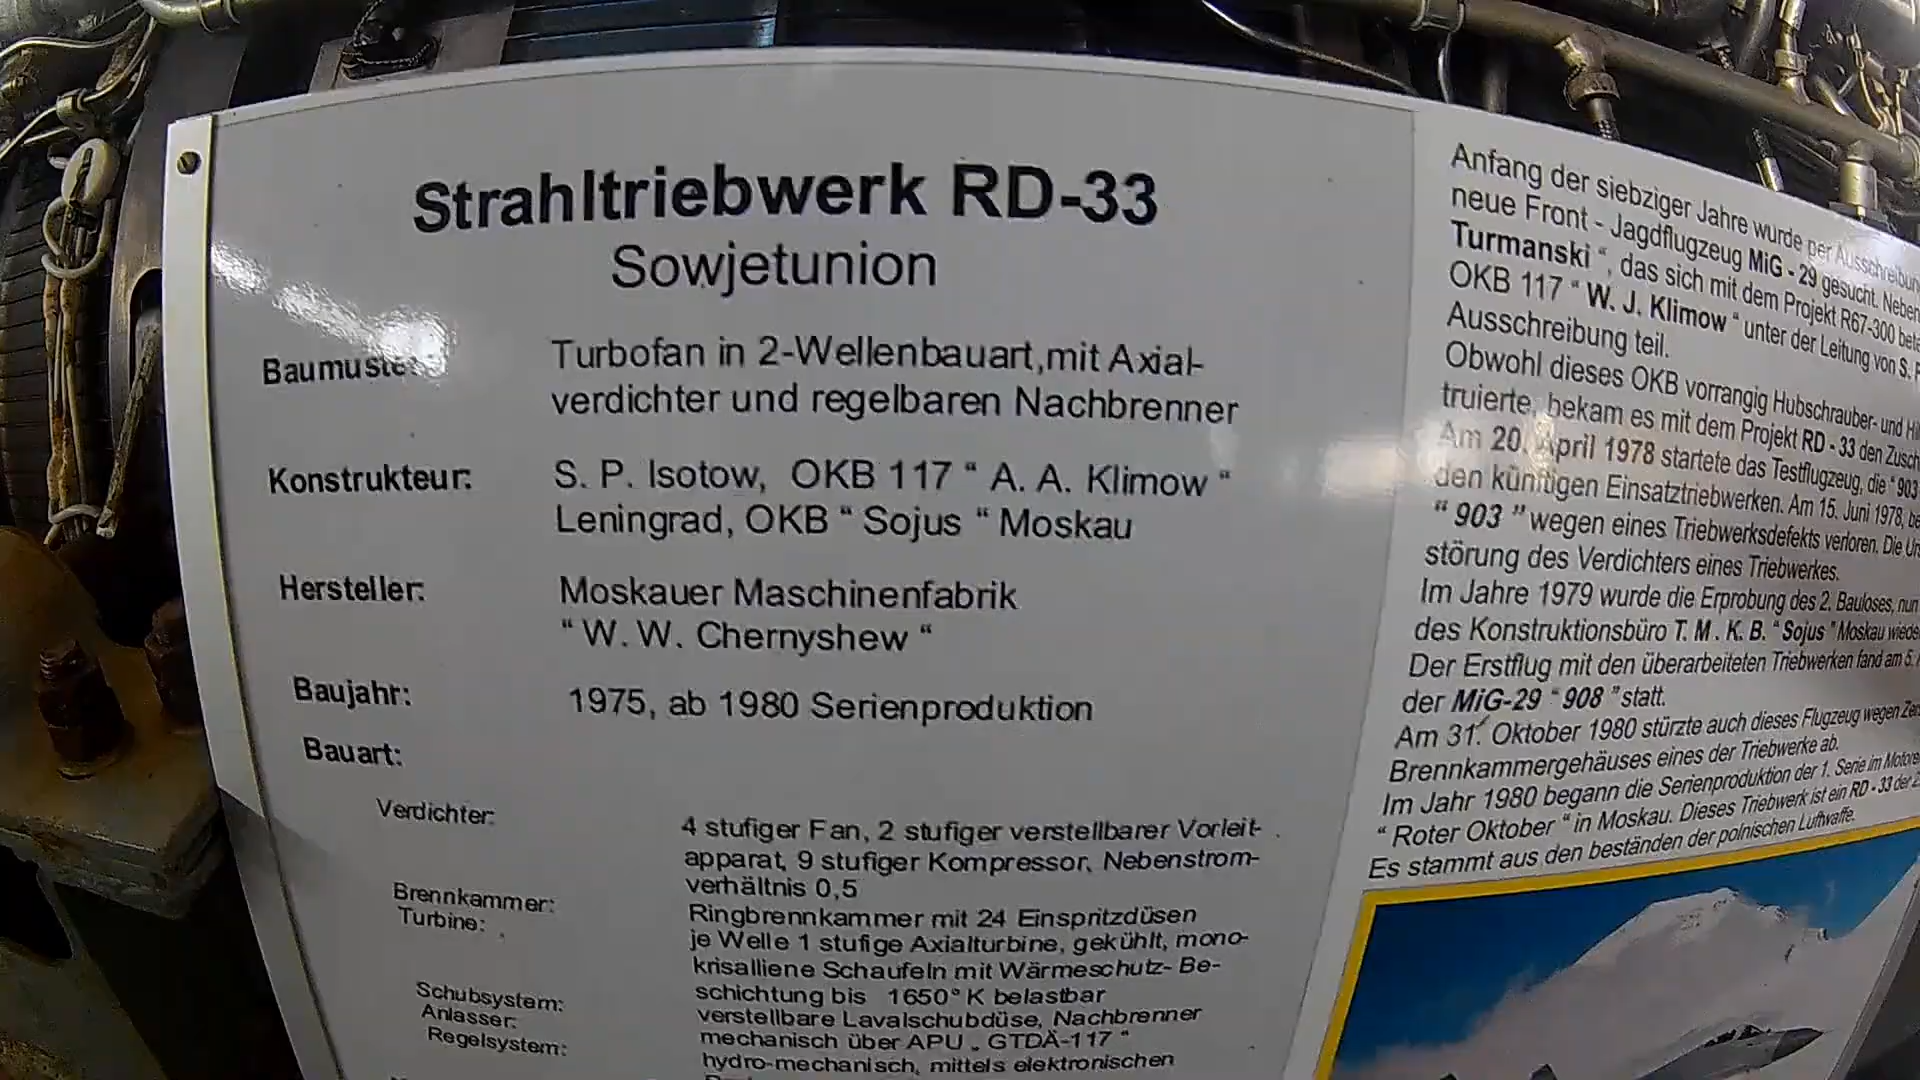 Strahltriebwerk RD-33
Sowjetunion
Baumuste
Turbofan in 2-Wellenbauart,mit Axial-
verdichter und regelbaren Nachbrenner
Konstrukteur:
S. P. Isotow, OKB 117 “ A. A. Klimow “
Leningrad, OKB “ Sojus “ Moskau
Hersteller:
Moskauer Maschinenfabrik
“ W. W. Chernyshew “
Baujahr:
1975, ab 1980 Serienproduktion
Bauart:
Verdichter:
4 stufiger Fan, 2 stufiger verstellbarer Vorleit-
apparat, 9 stufiger Kompressor, Nebenstrom-
verhältnis 0,5
Brennkammer:
Ringbrennkammer mit 24 Einspritzdüsen
Turbine:
je Welle 1 stufige Axialturbine, gekühlt, mono-
krisalliene Schaufeln mit Wärmeschutz- Be-
schichtung bis 1650° K belastbar
Schubsystem:
verstellbare Lavalschubdüse, Nachbrenner
Anlasser:
mechanisch über APU „ GTDÄ-117 “
Regelsystem:
hydro-mechanisch, mittels elektronischen
Anfang der siebziger Jahre wurde per Ausschreibun
neue Front - Jagdflugzeug MiG - 29 gesucht. Neben
Turmanski “, das sich mit dem Projekt R67-300 bet
OKB 117 “ W. J. Klimow “ unter der Leitung von S.
Ausschreibung teil.
Obwohl dieses OKB vorrangig Hubschrauber- und
truierte, bekam es mit dem Projekt RD - 33 den Zusch
Am 20. April 1978 startete das Testflugzeug, die “ 903
den künftigen Einsatztriebwerken. Am 15. Juni 1978,
“ 903 ” wegen eines Triebwerksdefekts verloren. Die
störung des Verdichters eines Triebwerkes.
Im Jahre 1979 wurde die Erprobung des 2. Bauloses, nun
des Konstruktionsbüro T. M . K. B. “ Sojus ” Moskau
Der Erstflug mit den überarbeiteten Triebwerken fand am 5.
der MiG-29 “ 908 ” statt.
Am 31. Oktober 1980 stürzte auch dieses Flugzeug wegen
Brennkammergehäuses eines der Triebwerke ab.
Im Jahr 1980 begann die Serienproduktion der 1. Serie im
“ Roter Oktober “ in Moskau. Dieses Triebwerk ist ein RD - 33 der
Es stammt aus den beständen der polnischen Luftwaffe.